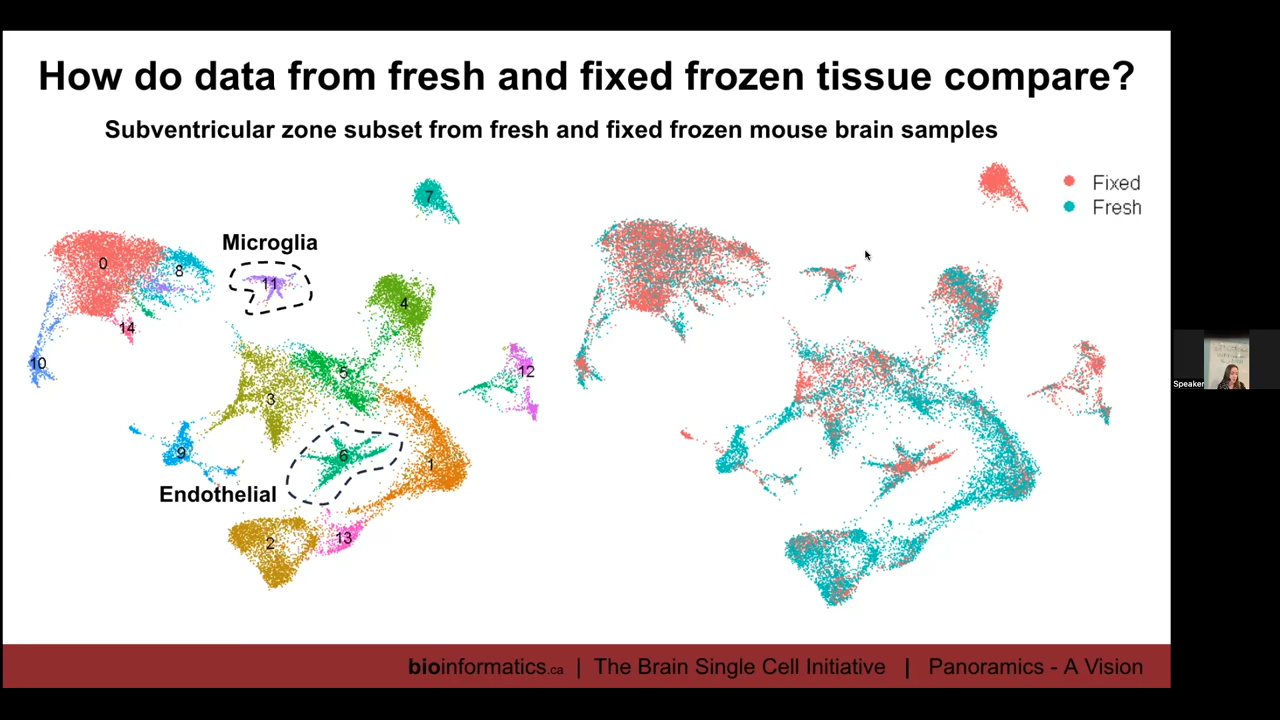 How do data from fresh and fixed frozen tissue compare?
Subventricular zone subset from fresh and fixed frozen mouse brain samples
7
Microglia
0
8
11
14
10
4
5
3
12
9
6
1
Endothelial
2
13
Fixed
Fresh
Speaker
bioinformatics.ca | The Brain Single Cell Initiative | Panoramics - A Vision